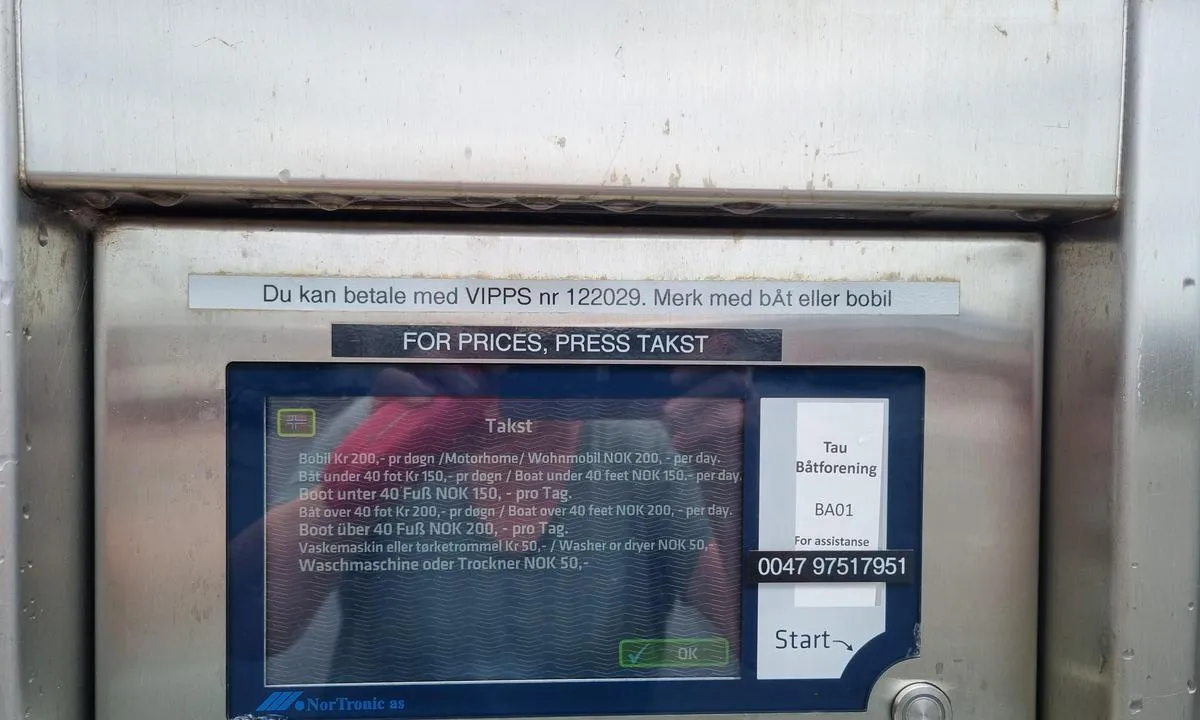 Du kan betale med VIPPS nr 122029. Merk med bÅt eller bobil
FOR PRICES, PRESS TAKST
Takst
Bobil Kr 200,- pr døgn /Motorhome/ Wohnmobil NOK 200, - per day.
Båt under 40 fot Kr 150,- pr døgn / Boat under 40 feet NOK 150.- per day.
Boot unter 40 Fuß NOK 150, - pro Tag.
Båt over 40 fot Kr 200,- pr døgn / Boat over 40 feet NOK 200, - per day.
Boot über 40 Fuß NOK 200, - pro Tag.
Vaskemaskin eller tørketrommel Kr 50,- / Washer or dryer NOK 50,-
Waschmaschine oder Trockner NOK 50,-
OK
Tau
Båtforening
BA01
For assistanse
0047 97517951
Start
NorTronic as